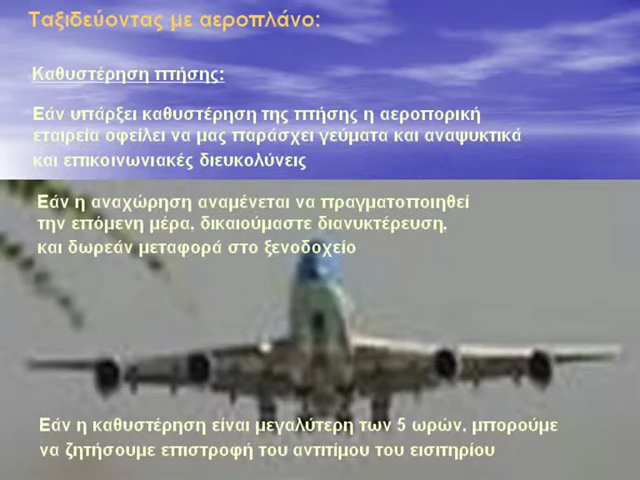 Ταξιδεύοντας με αεροπλάνο:
Καθυστέρηση πτήσης:
Εάν υπάρξει καθυστέρηση της πτήσης η αεροπορική
εταιρεία οφείλει να μας παράσχει γεύματα και αναψυκτικά
και επικοινωνιακές διευκολύνεις
Εάν η αναχώρηση αναμένεται να πραγματοποιηθεί
την επόμενη μέρα, δικαιούμαστε διανυκτέρευση,
και δωρεάν μεταφορά στο ξενοδοχείο
Εάν η καθυστέρηση είναι μεγαλύτερη των 5 ωρών, μπορούμε
να ζητήσουμε επιστροφή του αντιτίμου του εισιτηρίου